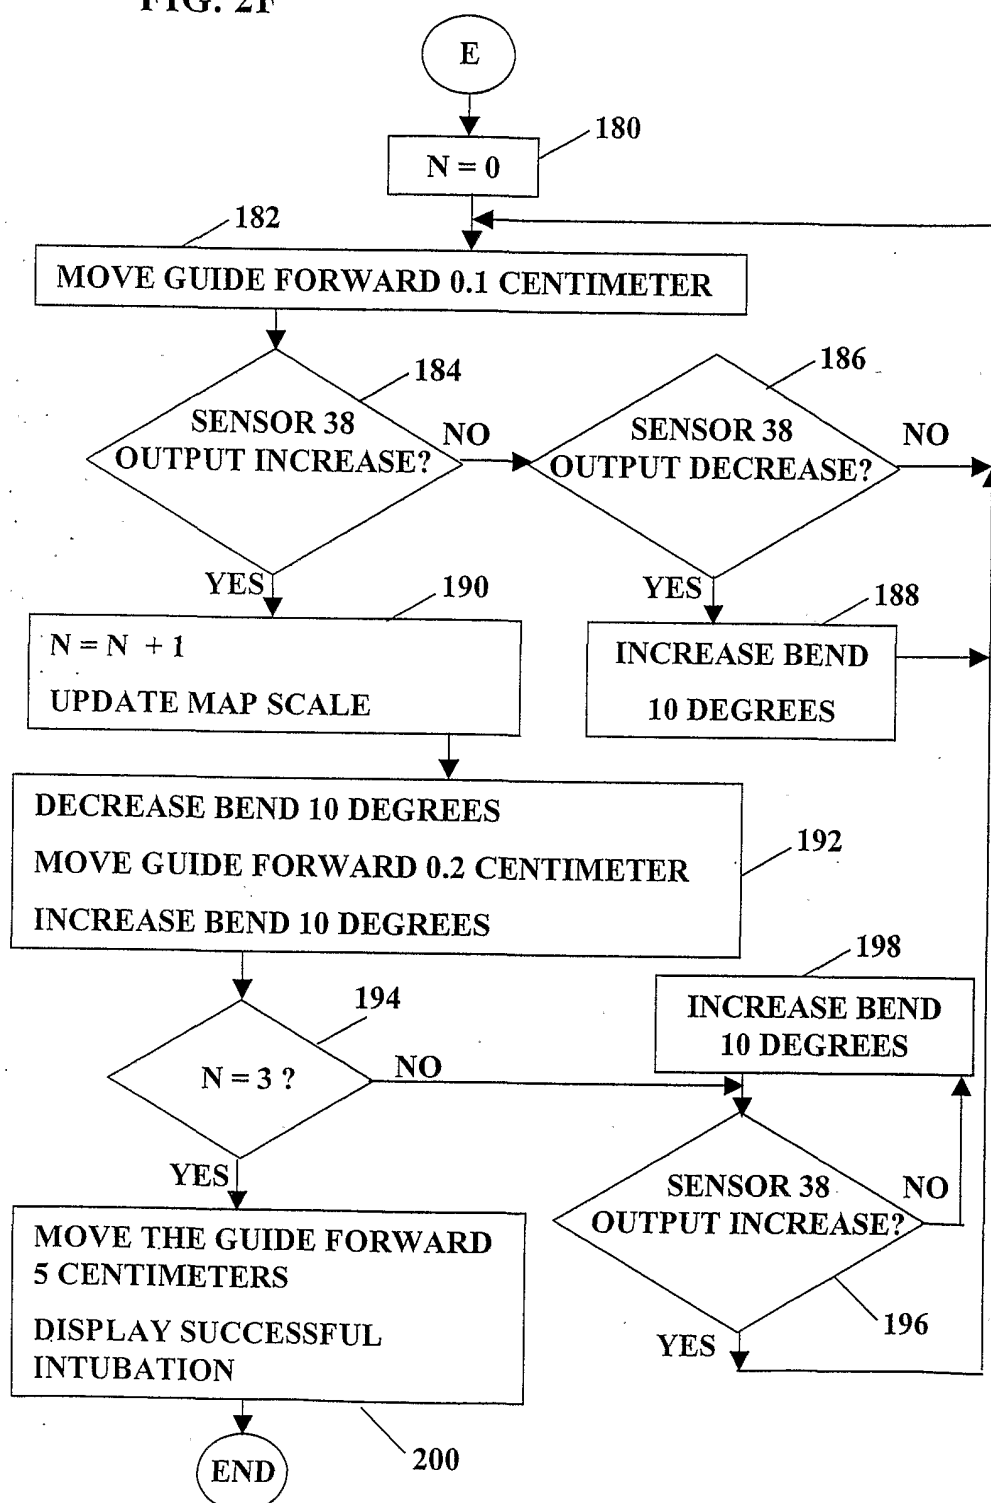 FIG. 2F
E
180
N = 0
182
MOVE GUIDE FORWARD 0.1 CENTIMETER
184
186
SENSOR 38
OUTPUT INCREASE?
NO
SENSOR 38
OUTPUT DECREASE?
NO
YES
190
YES
188
N = N + 1
UPDATE MAP SCALE
INCREASE BEND
10 DEGREES
DECREASE BEND 10 DEGREES
MOVE GUIDE FORWARD 0.2 CENTIMETER
INCREASE BEND 10 DEGREES
192
198
194
INCREASE BEND
10 DEGREES
N = 3 ?
NO
YES
SENSOR 38
OUTPUT INCREASE?
NO
MOVE THE GUIDE FORWARD
5 CENTIMETERS
DISPLAY SUCCESSFUL
INTUBATION
196
YES
200
END